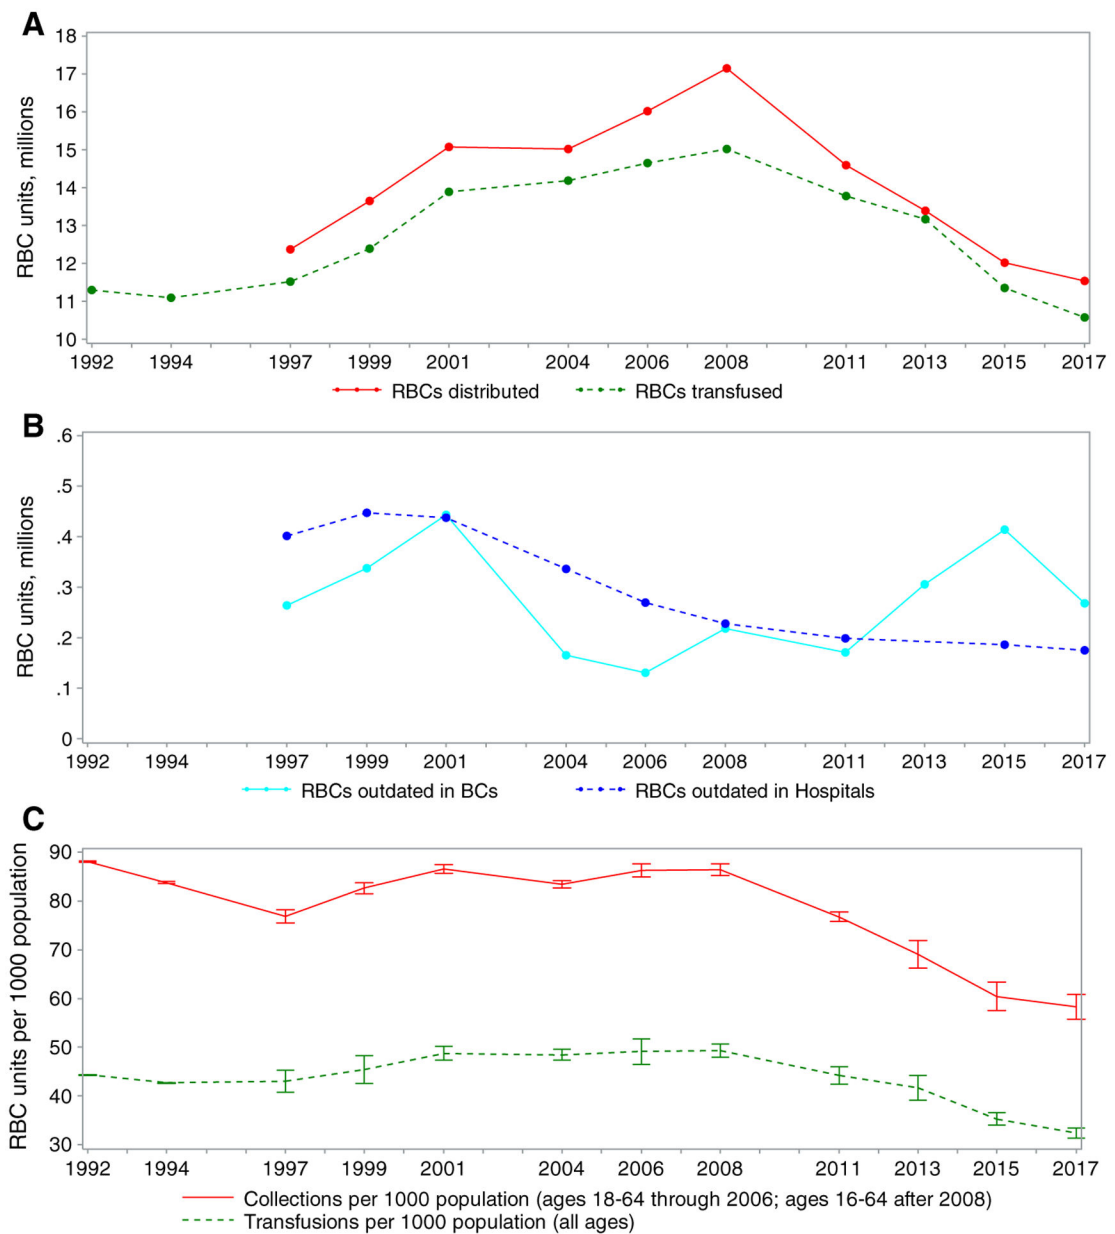 A
RBC units, millions
18
17
16
15
14
13
12
11
10
1992 1994 1997 1999 2001 2004 2006 2008 2011 2013 2015 2017
RBCs distributed RBCs transfused
B
RBC units, millions
.6
.5
.4
.3
.2
.1
0
1992 1994 1997 1999 2001 2004 2006 2008 2011 2013 2015 2017
RBCs outdated in BCs RBCs outdated in Hospitals
C
RBC units per 1000 population
90
80
70
60
50
40
30
1992 1994 1997 1999 2001 2004 2006 2008 2011 2013 2015 2017
Collections per 1000 population (ages 18-64 through 2006; ages 16-64 after 2008)
Transfusions per 1000 population (all ages)